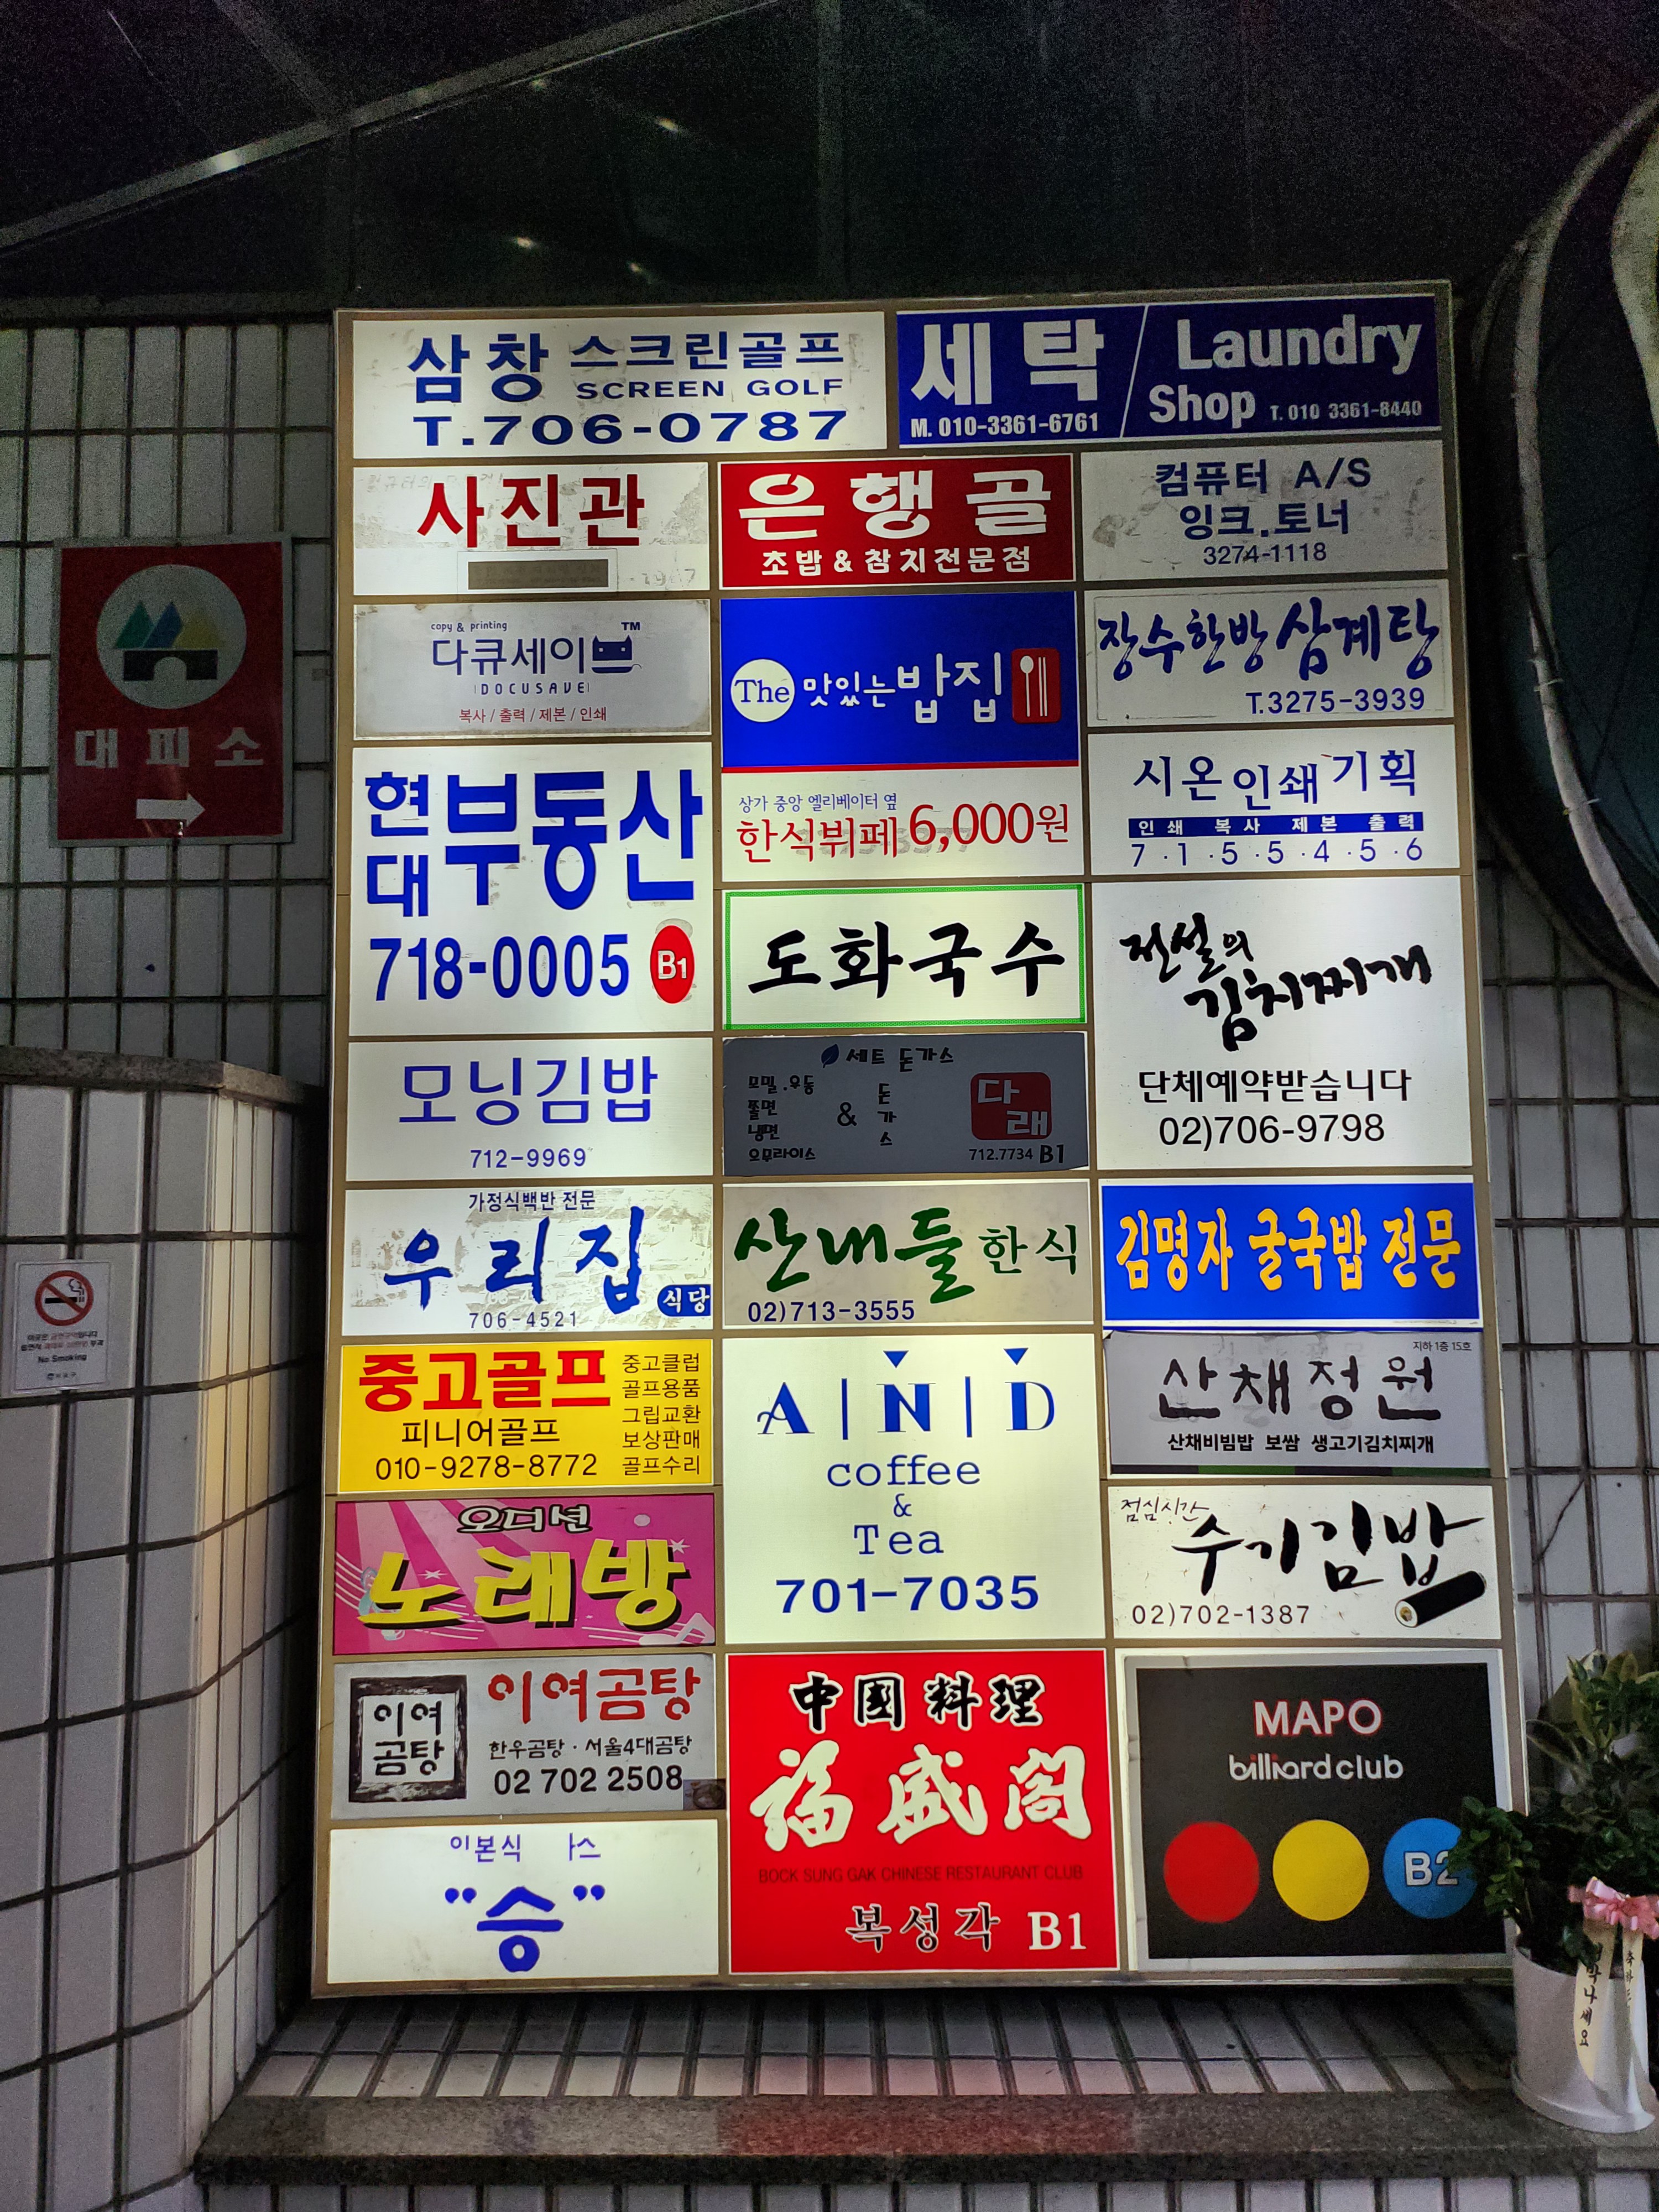 삼창 스크린골프
SCREEN GOLF
T.706-0787
세탁
M. 010-3361-6761
Laundry
Shop T. 010 3361-8440
사진관
은행골
초밥 & 참치전문점
컴퓨터 A/S
잉크.토너
3274-1118
copy & printing
다큐세이브 TM
DOCUSAVE
복사 / 출력 / 제본 / 인쇄
The 맛있는 밥집
상가 중앙 엘리베이터 옆
한식뷔페 6,000원
장수한방 삼계탕
T.3275-3939
시온인쇄기획
인쇄 복사 제본 출력
7·1·5·5·4·5·6
현대 부동산
718-0005 B1
도화국수
전설의
김치찌개
단체예약받습니다
02)706-9798
모닝김밥
712-9969
세트 돈가스
모밀.우동
쫄면
냉면
오무라이스
& 돈가스
다래
712.7734 B1
가정식백반 전문
우리집 식당
706-4521
산내들 한식
02)713-3555
김명자 굴국밥 전문
중고골프
피니어골프
010-9278-8772
중고클럽
골프용품
그립교환
보상판매
골프수리
A|N|D
coffee
&
Tea
701-7035
지하 1층 15호
산채정원
산채비빔밥 보쌈 생고기김치찌개
오디션
노래방
점심시간
수기김밥
02)702-1387
이여
곰탕
이여곰탕
한우곰탕 · 서울4대곰탕
02 702 2508
中國料理
福盛閣
BOCK SUNG GAK CHINESE RESTAURANT CLUB
복성각 B1
MAPO
billiard club
B2
"승"
대피소
No Smoking